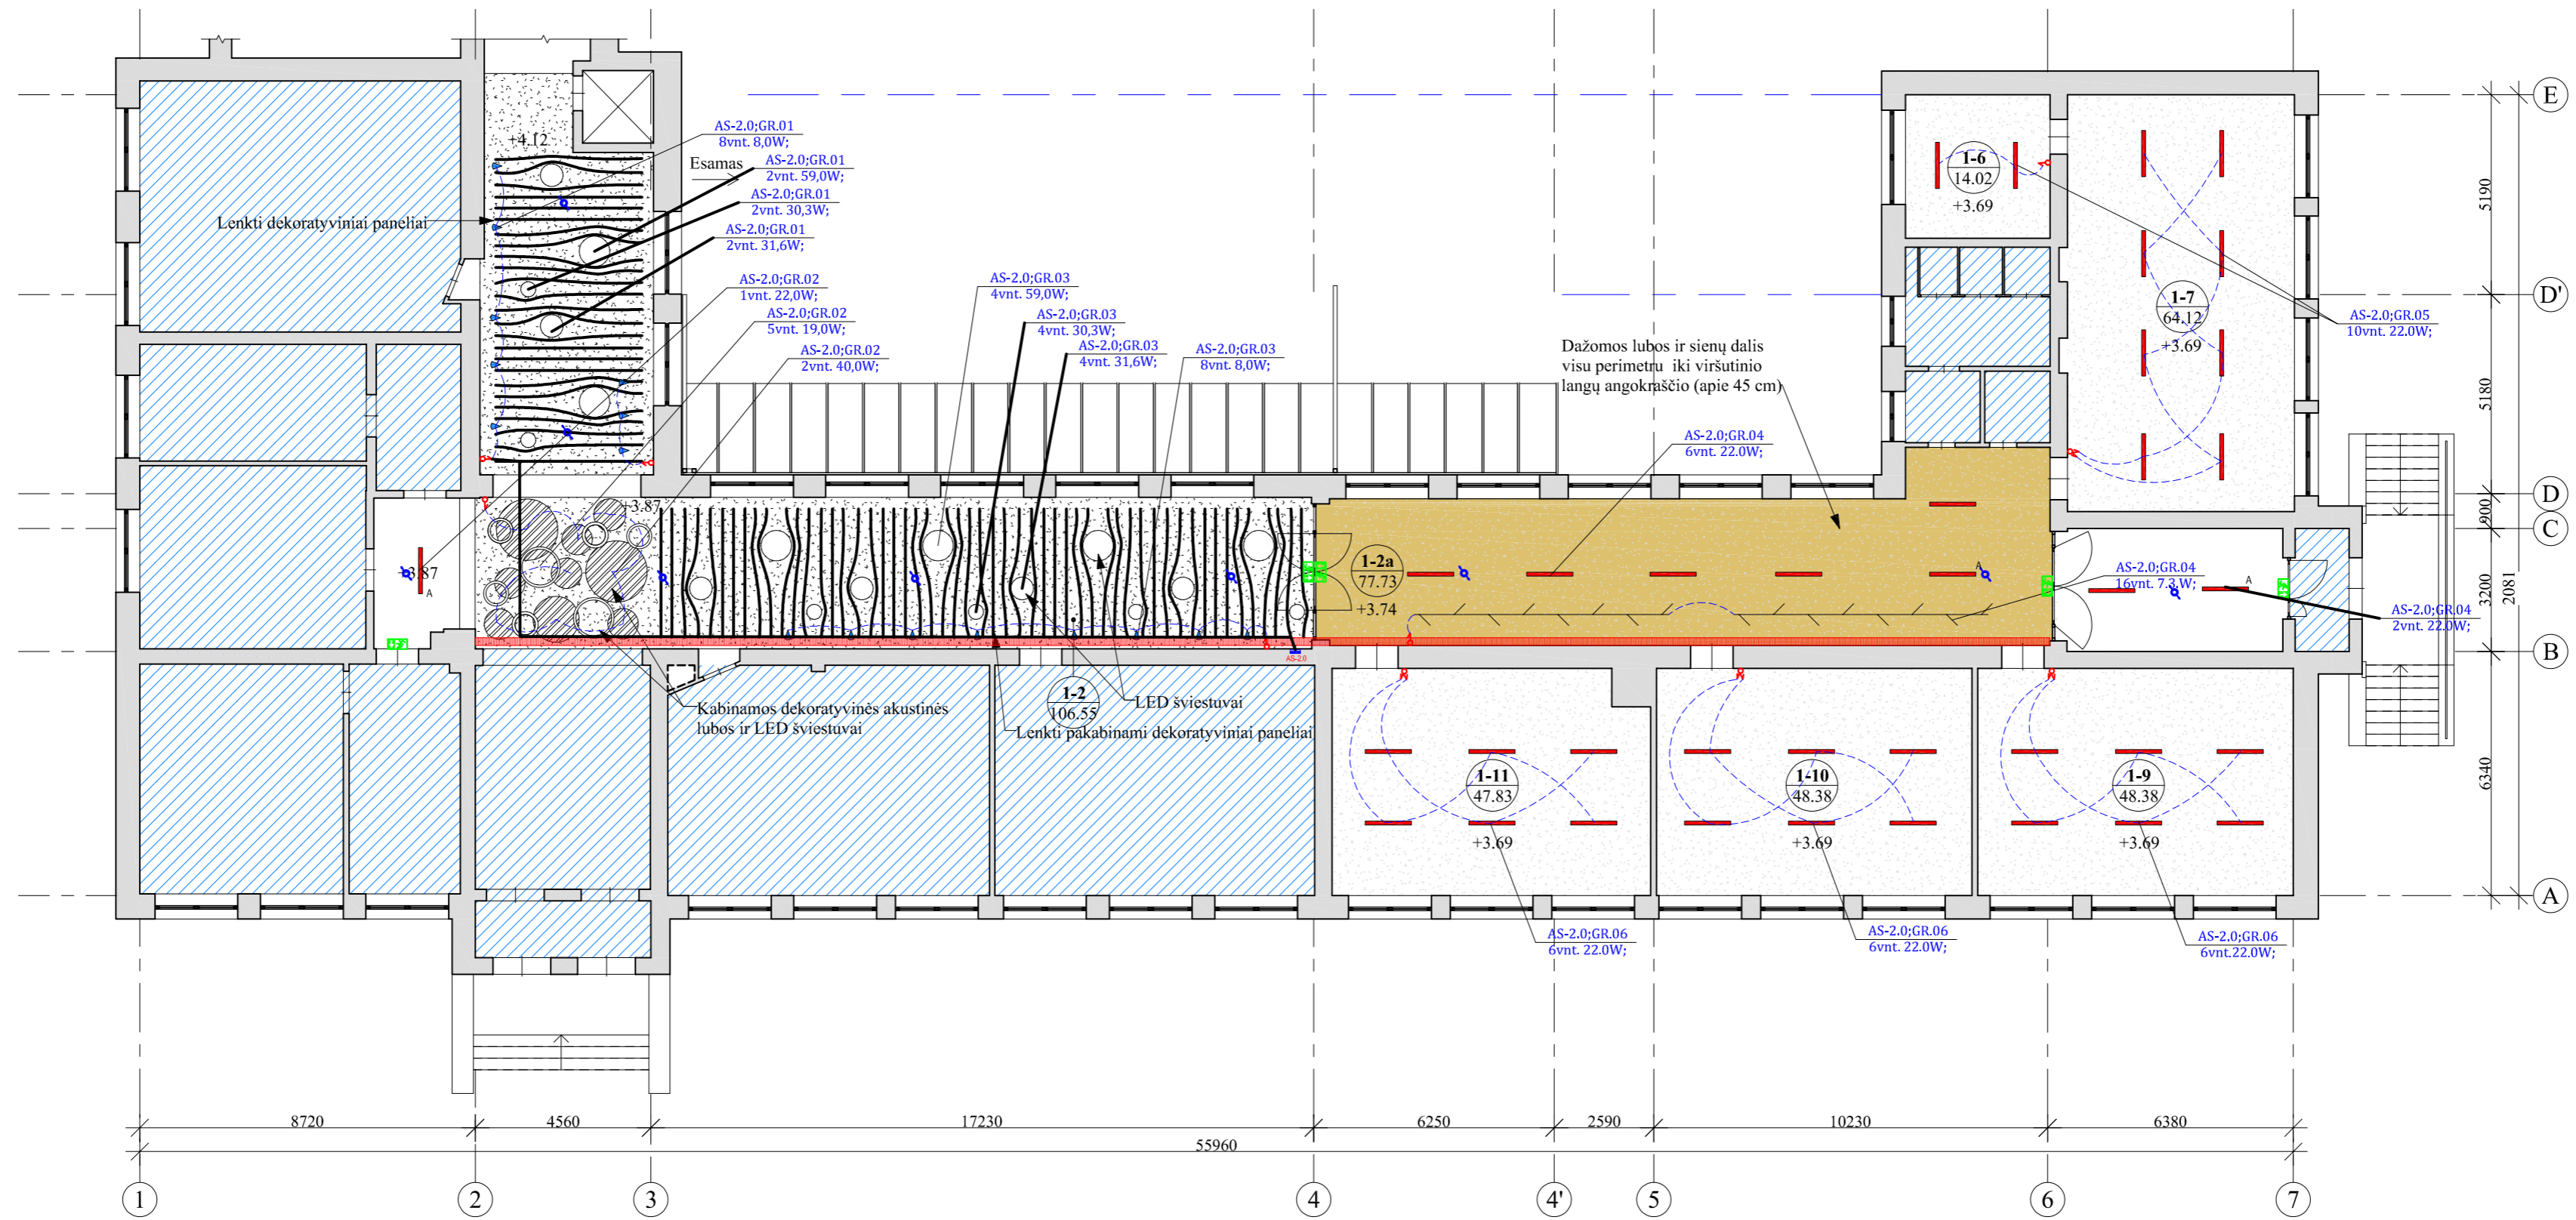 E
AS-2.0;GR.01
8vnt. 8,0W;
+4.12
Esamas
AS-2.0;GR.01
2vnt. 59,0W;
AS-2.0;GR.01
2vnt. 30,3W;
AS-2.0;GR.01
2vnt. 31,6W;
Lenkti dekoratyviniai paneliai
1-6
14.02
+3.69
5190
AS-2.0;GR.02
1vnt. 22,0W;
AS-2.0;GR.02
5vnt. 19,0W;
AS-2.0;GR.02
2vnt. 40,0W;
AS-2.0;GR.03
4vnt. 59,0W;
AS-2.0;GR.03
4vnt. 30,3W;
AS-2.0;GR.03
4vnt. 31,6W;
AS-2.0;GR.03
8vnt. 8,0W;
D'
1-7
64.12
+3.69
AS-2.0;GR.05
10vnt. 22.0W;
Dažomos lubos ir sienų dalis
visu perimetru iki viršutinio
langų angokraščio (apie 45 cm)
5180
AS-2.0;GR.04
6vnt. 22.0W;
D
+3.87
900
C
+3.87
A
1-2a
77.73
+3.74
A
AS-2.0;GR.04
16vnt. 7.3 W;
A
AS-2.0;GR.04
2vnt. 22.0W;
3200
2081
B
AS-2.0
1-2
106.55
LED šviestuvai
Kabinamos dekoratyvinės akustinės
lubos ir LED šviestuvai
Lenkti pakabinami dekoratyviniai paneliai
1-11
47.83
+3.69
1-10
48.38
+3.69
1-9
48.38
+3.69
6340
A
AS-2.0;GR.06
6vnt. 22.0W;
AS-2.0;GR.06
6vnt. 22.0W;
AS-2.0;GR.06
6vnt.22.0W;
8720
4560
17230
6250
2590
10230
6380
55960
1
2
3
4
4'
5
6
7